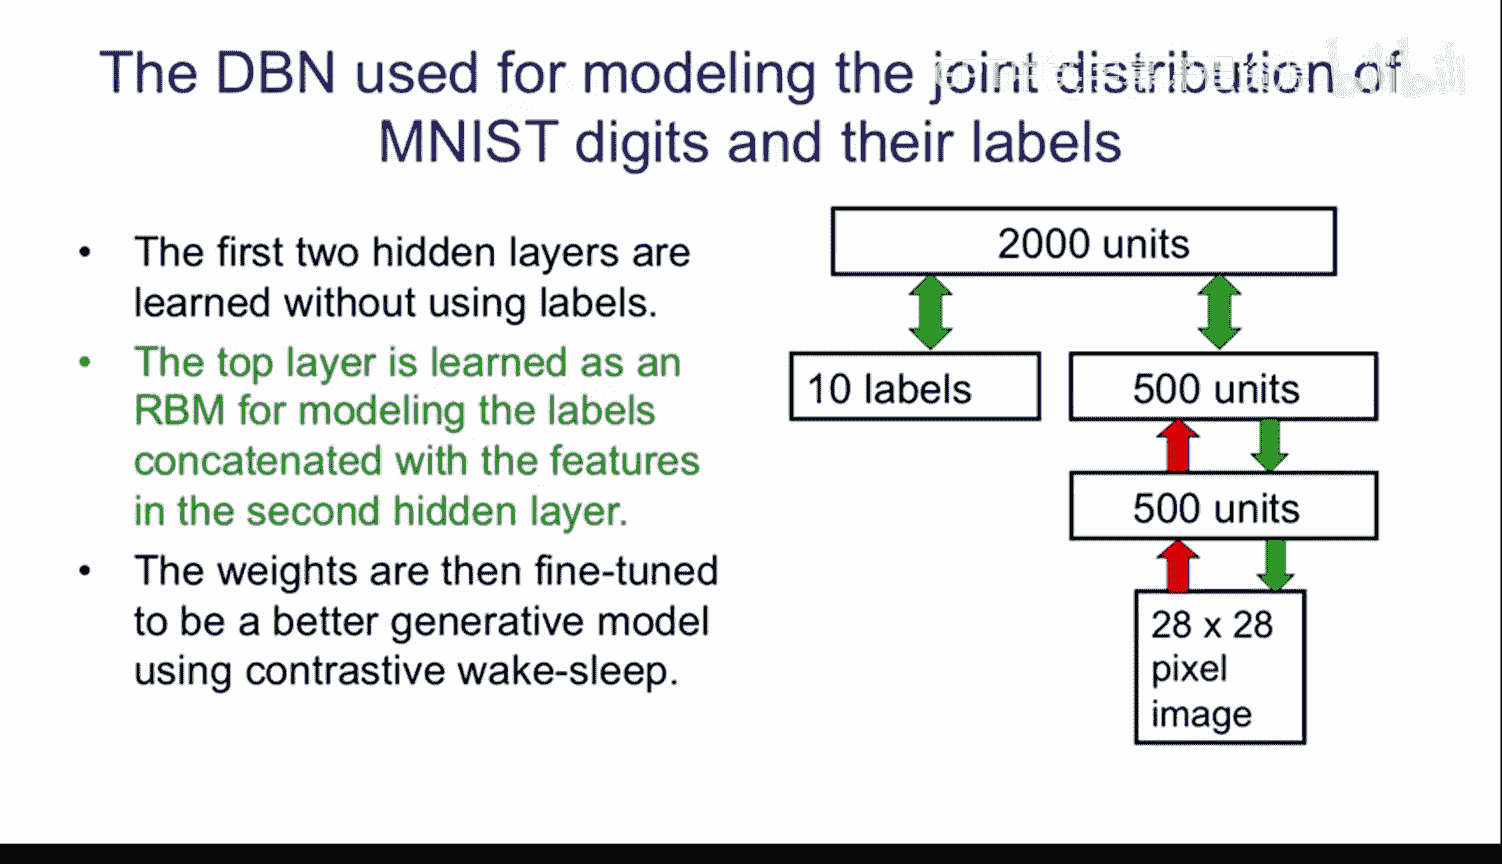 The DBN used for modeling the joint distribution of
MNIST digits and their labels
• The first two hidden layers are
learned without using labels.
• The top layer is learned as an
RBM for modeling the labels
concatenated with the features
in the second hidden layer.
• The weights are then fine-tuned
to be a better generative model
using contrastive wake-sleep.
2000 units
10 labels
500 units
500 units
28 x 28
pixel
image
bilibili